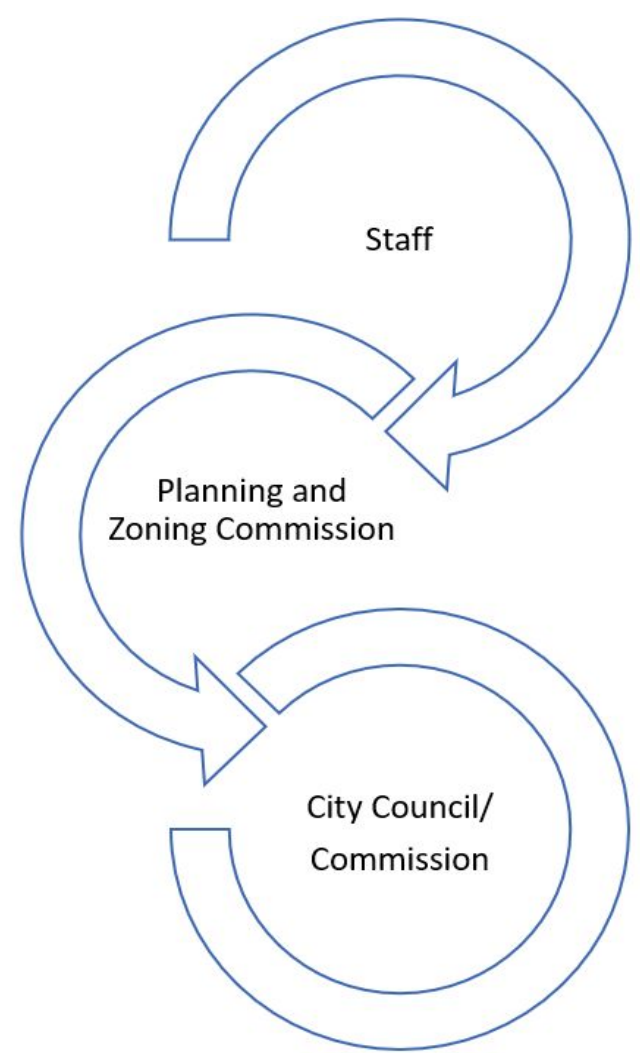 Staff
Planning and
Zoning Commission
City Council/
Commission